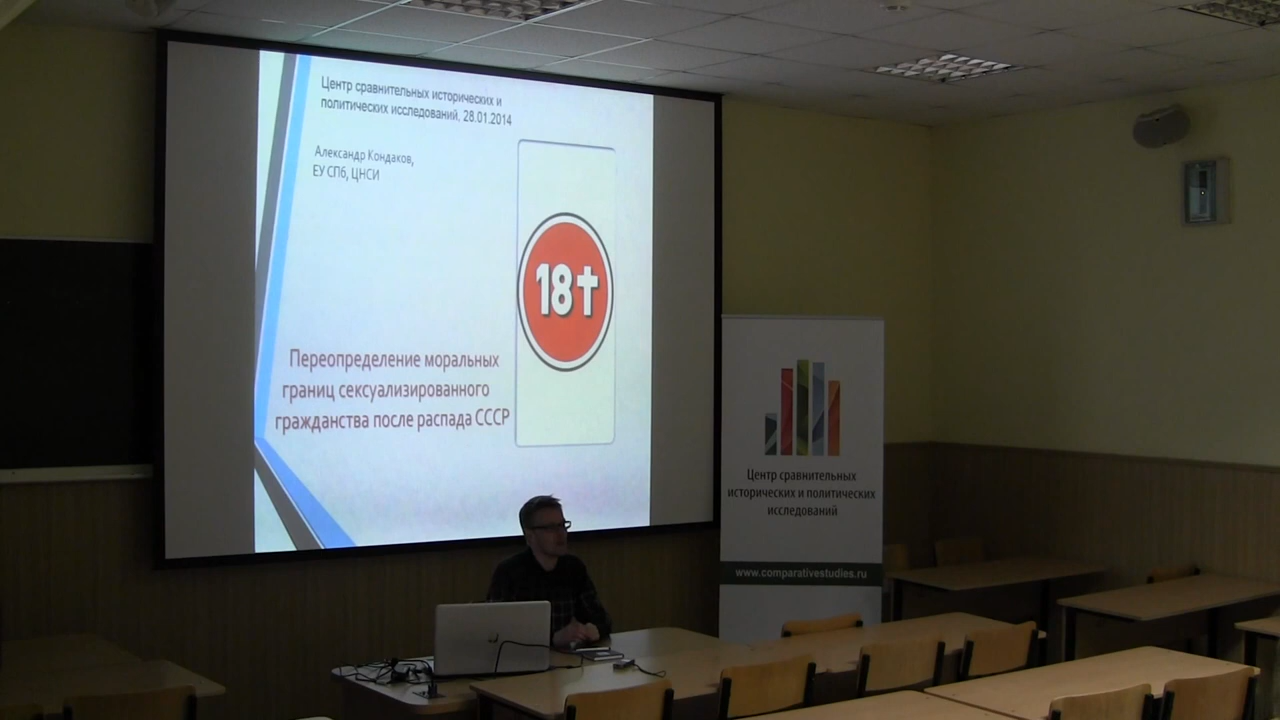 Центр сравнительных исторических и
политических исследований. 28.01.2014
Александр Кондаков,
ЕУ СПб, ЦНСИ
18†
Переопределение моральных
границ сексуализированного
гражданства после распада СССР
Центр сравнительных
исторических и политических
исследований
www.comparativestudies.ru